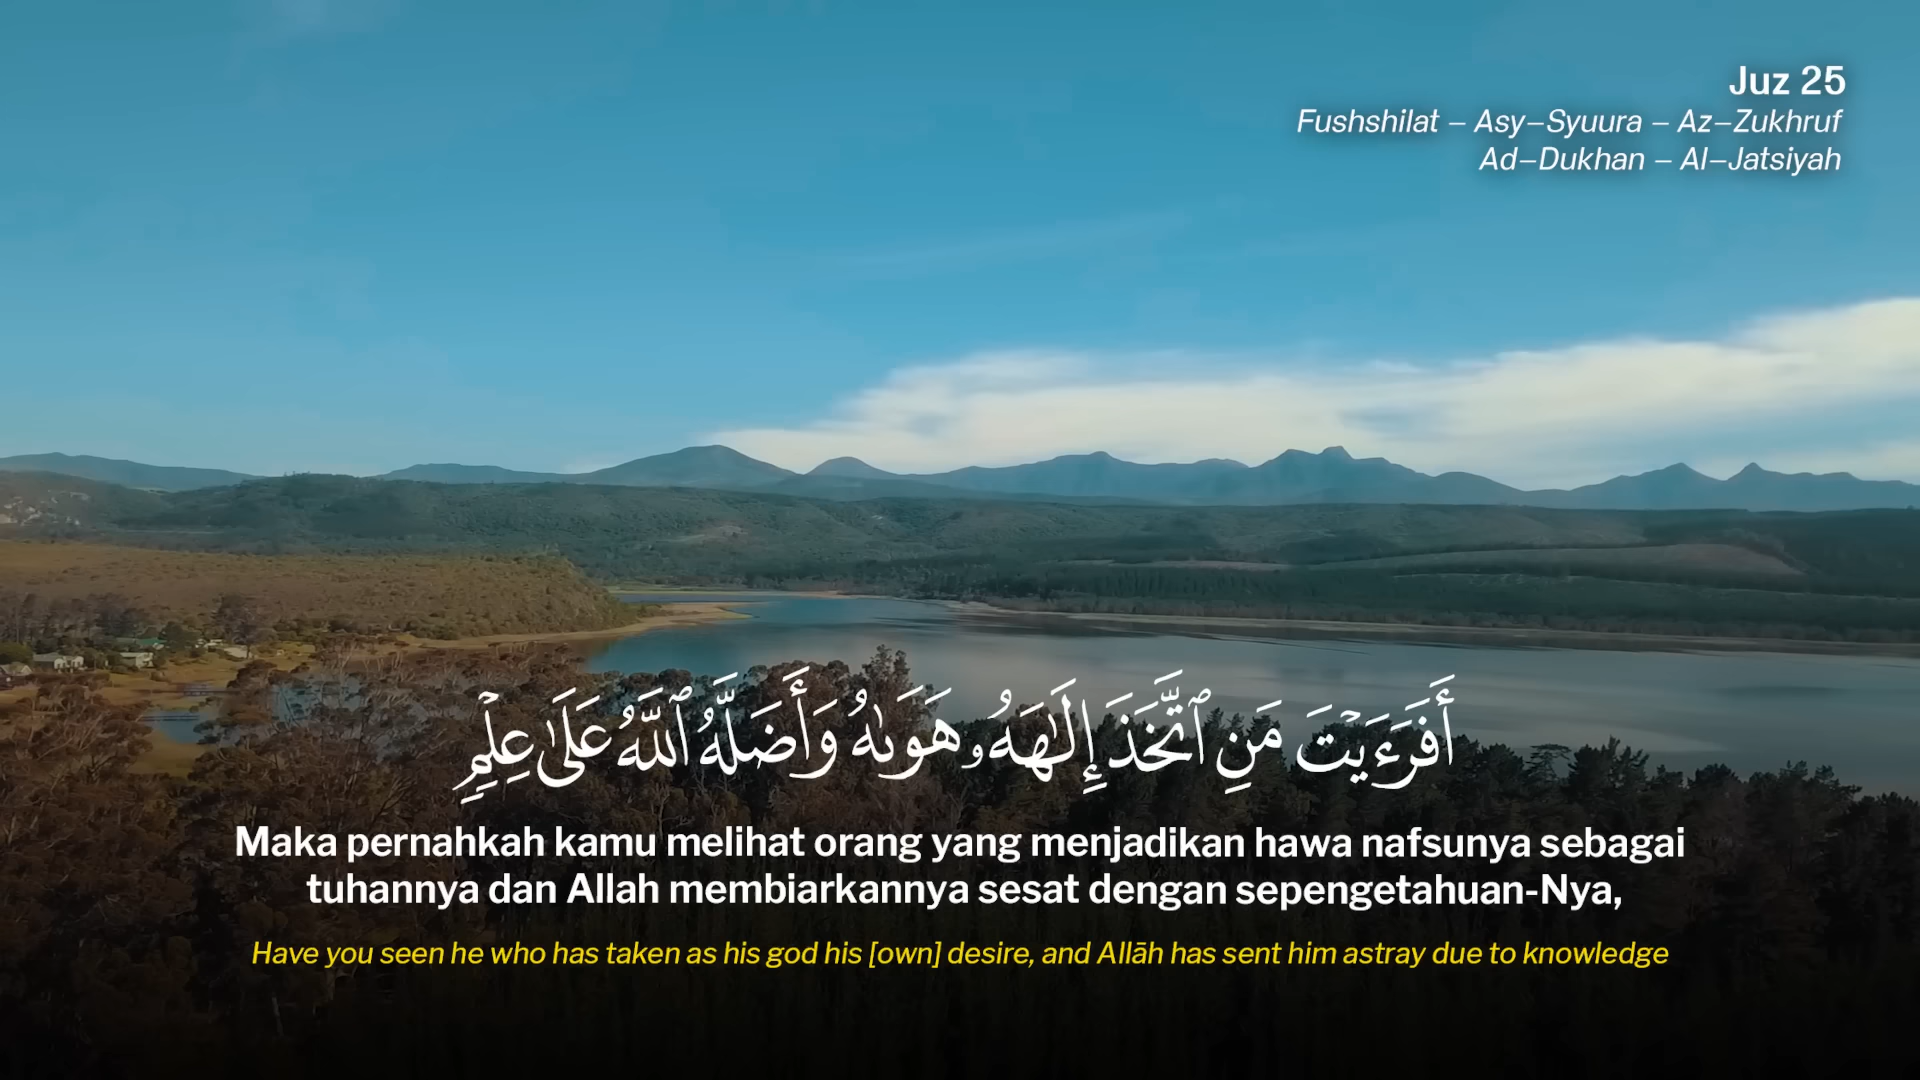 Juz 25
Fushshilat – Asy–Syuura – Az–Zukhruf
Ad–Dukhan – Al–Jatsiyah
أَفَرَءَيْتَ مَنِ ٱتَّخَذَ إِلَٰهَهُۥ هَوَىٰهُ وَأَضَلَّهُ ٱللَّهُ عَلَىٰ عِلْمٍ
Maka pernahkah kamu melihat orang yang menjadikan hawa nafsunya sebagai
tuhannya dan Allah membiarkannya sesat dengan sepengetahuan-Nya,
Have you seen he who has taken as his god his [own] desire, and Allāh has sent him astray due to knowledge